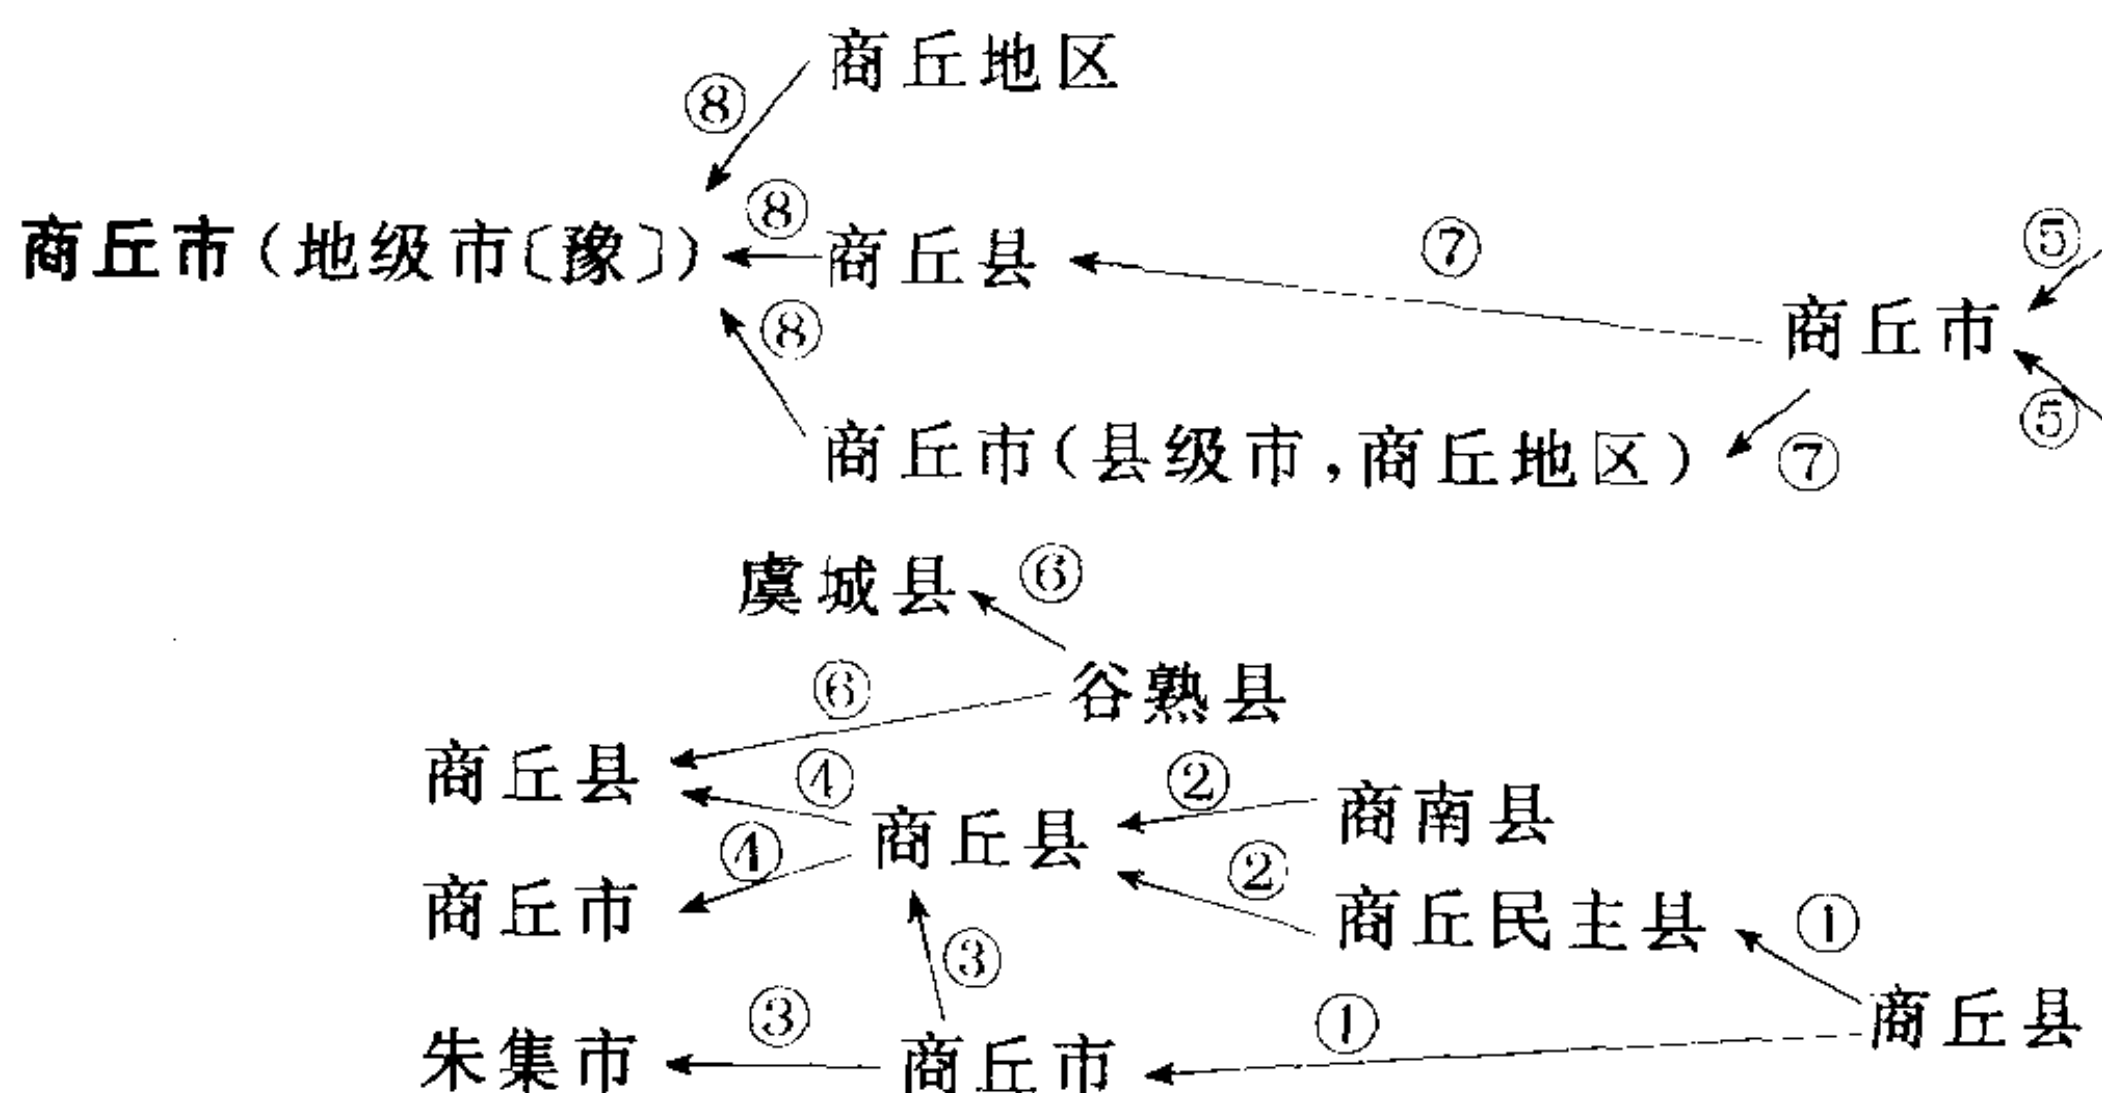 商丘地区
⑧
商丘市(地级市〔豫〕) ⑧ 商丘县 ⑦ ⑤
⑧ 商丘市
商丘市(县级市,商丘地区) ⑦ ⑤
虞城县 ⑥
⑥ 谷熟县
商丘县 ④ ② 商南县
④ 商丘县 ②
商丘市 商丘民主县 ①
③
朱集市 ③ 商丘市 ① 商丘县